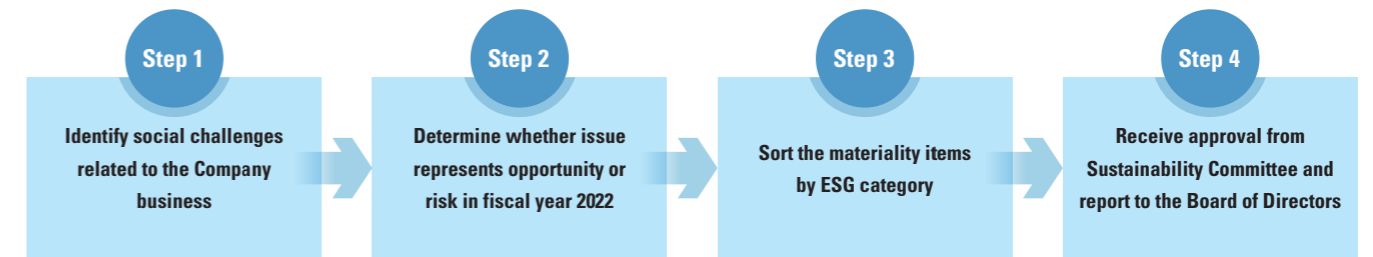 Step 1
Identify social challenges
related to the Company
business
Step 2
Determine whether issue
represents opportunity or
risk in fiscal year 2022
Step 3
Sort the materiality items
by ESG category
Step 4
Receive approval from
Sustainability Committee and
report to the Board of Directors